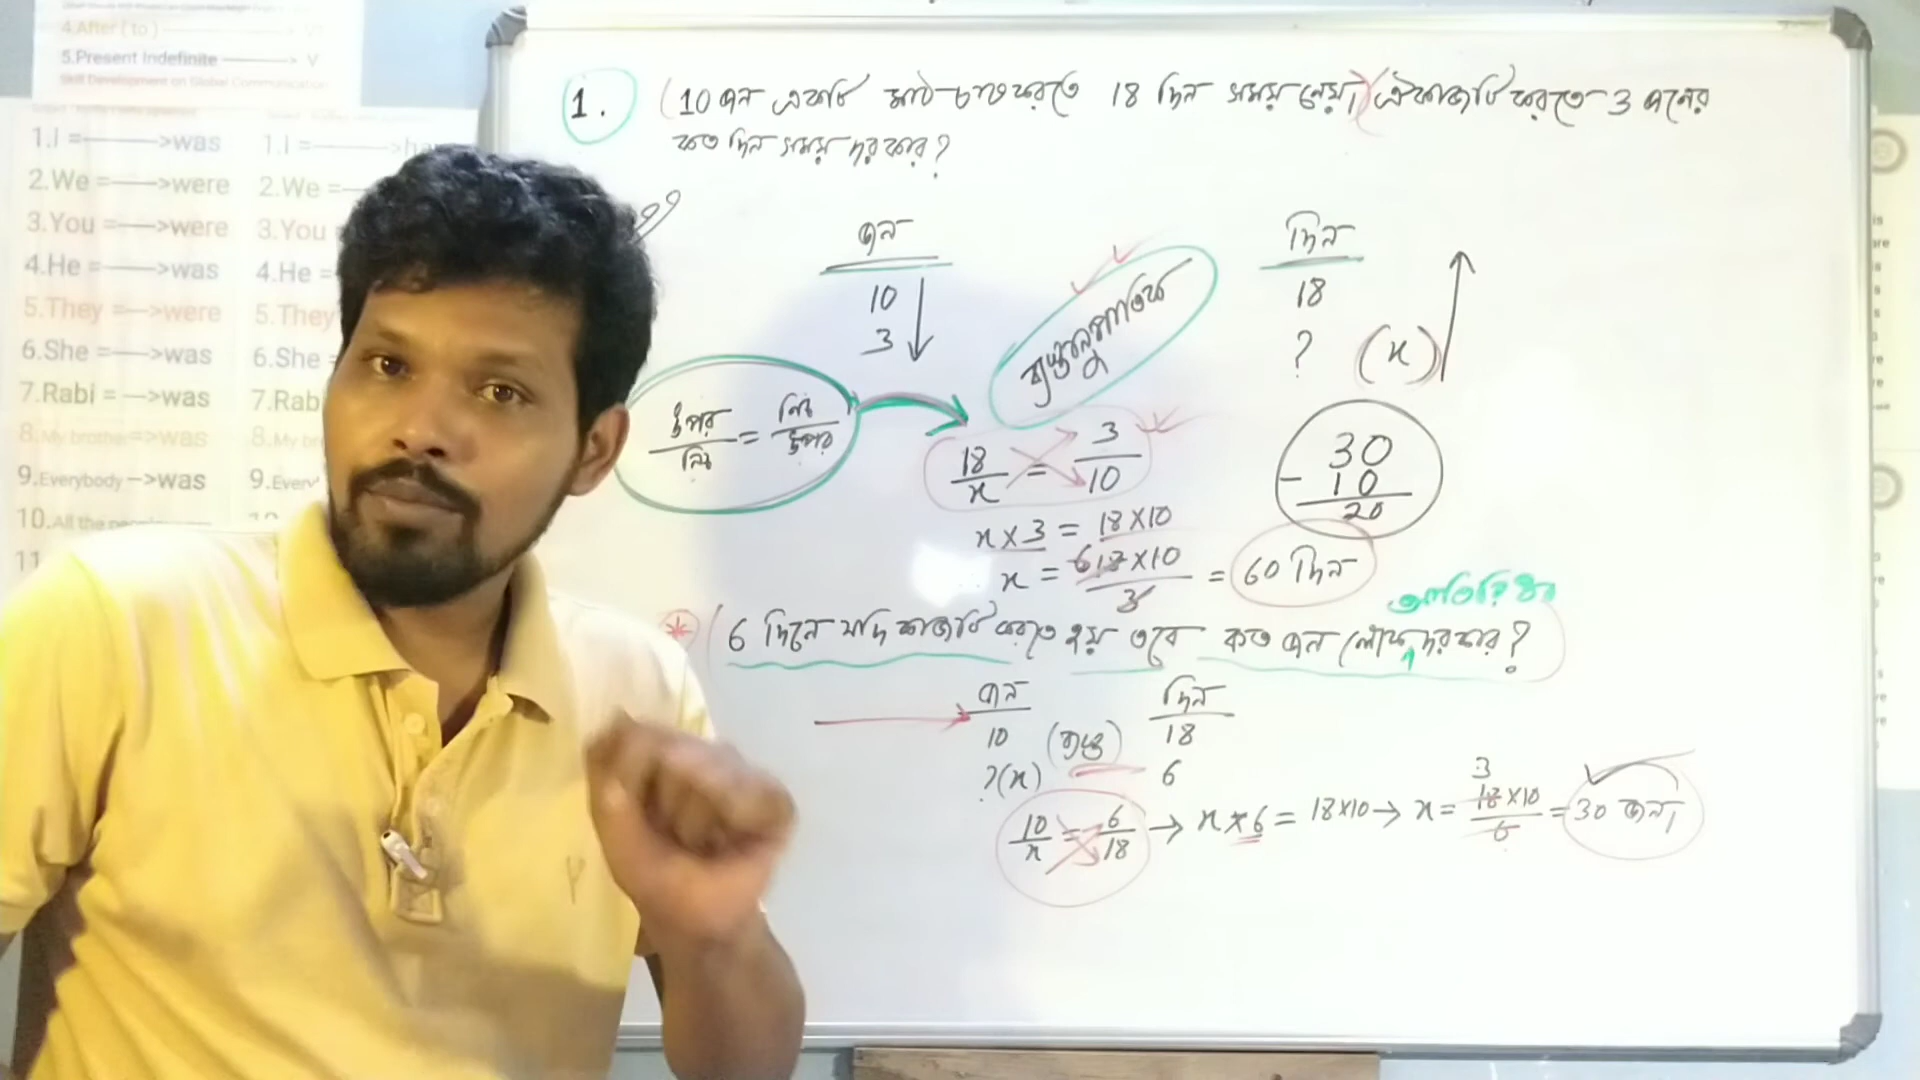 4.After ( to ) ————> V
5.Present Indefinite ———> V
Skill Development on Global Communication
1.I =———>was
2.We =——>were
3.You =——>were
4.He =——>was
5.They =—>were
6.She =——>was
7.Rabi = —>was
8.My brother=>was
9.Everybody —>was
10.All the
11
1.I =———>ha
2.We =—
3.You
4.He =
5.They
6.She =
7.Rab
8.My br
9.Every
1. (10 জন একটি মাঠ চাষ করতে 18 দিন সময় নেয়। ঐ কাজটি করতে 3 জনের
কত দিন সময় দরকার?
জন
দিন
10
18
3
? (x)
ব্যস্তানুপাতিক
উপর/নিচ = নিচ/উপর
18/x = 3/10
30
- 10
20
x × 3 = 18×10
x = 6 18×10/3 = 60 দিন
অতিরিক্ত
* (6 দিনে যদি কাজটি করতে হয় তবে কত জন লোক দরকার?
জন
দিন
10 (ব্যস্ত) 18
?(x) 6
10/x = 6/18 → x × 6 = 18×10 → x = 3 18×10/6 = 30 জন।